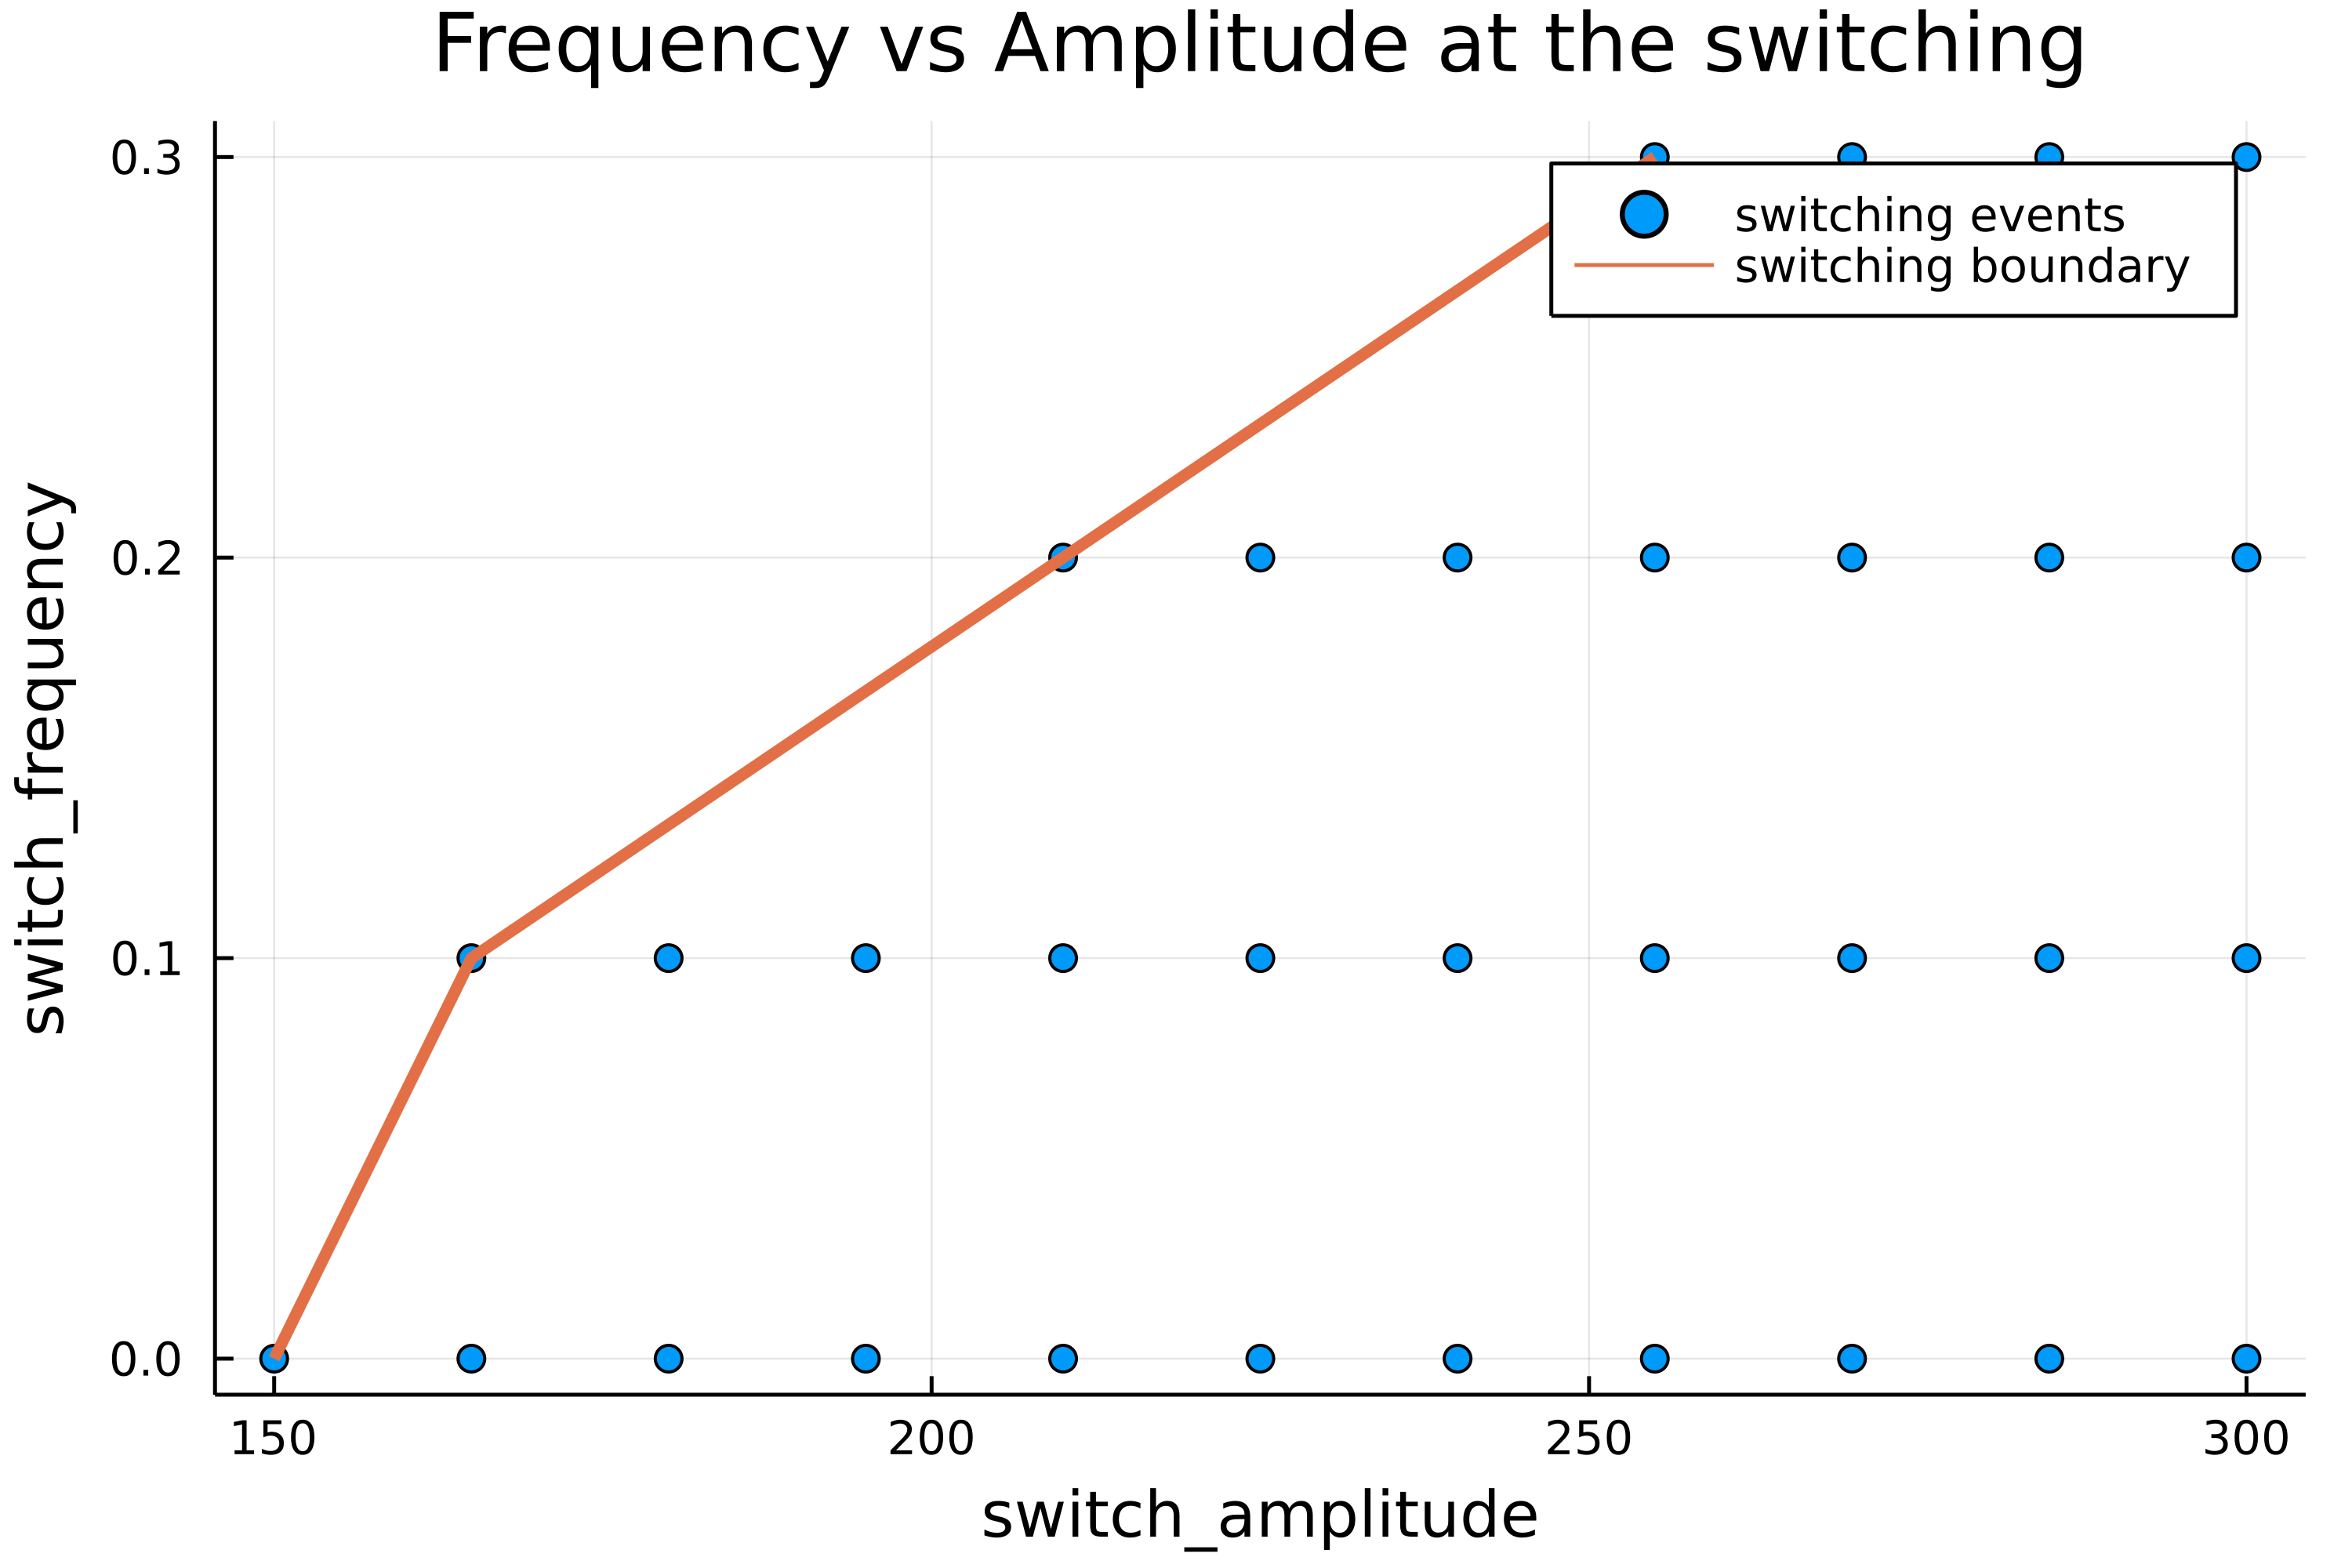 Frequency vs Amplitude at the switching
switch_frequency
0.3
0.2
0.1
0.0
switching events
switching boundary
150
200
250
300
switch_amplitude